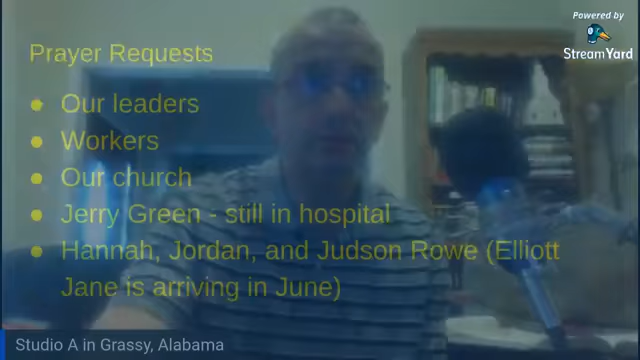 Powered by
StreamYard
Prayer Requests
● Our leaders
● Workers
● Our church
● Jerry Green - still in hospital
● Hannah, Jordan, and Judson Rowe (Elliott
Jane is arriving in June)
Studio A in Grassy, Alabama